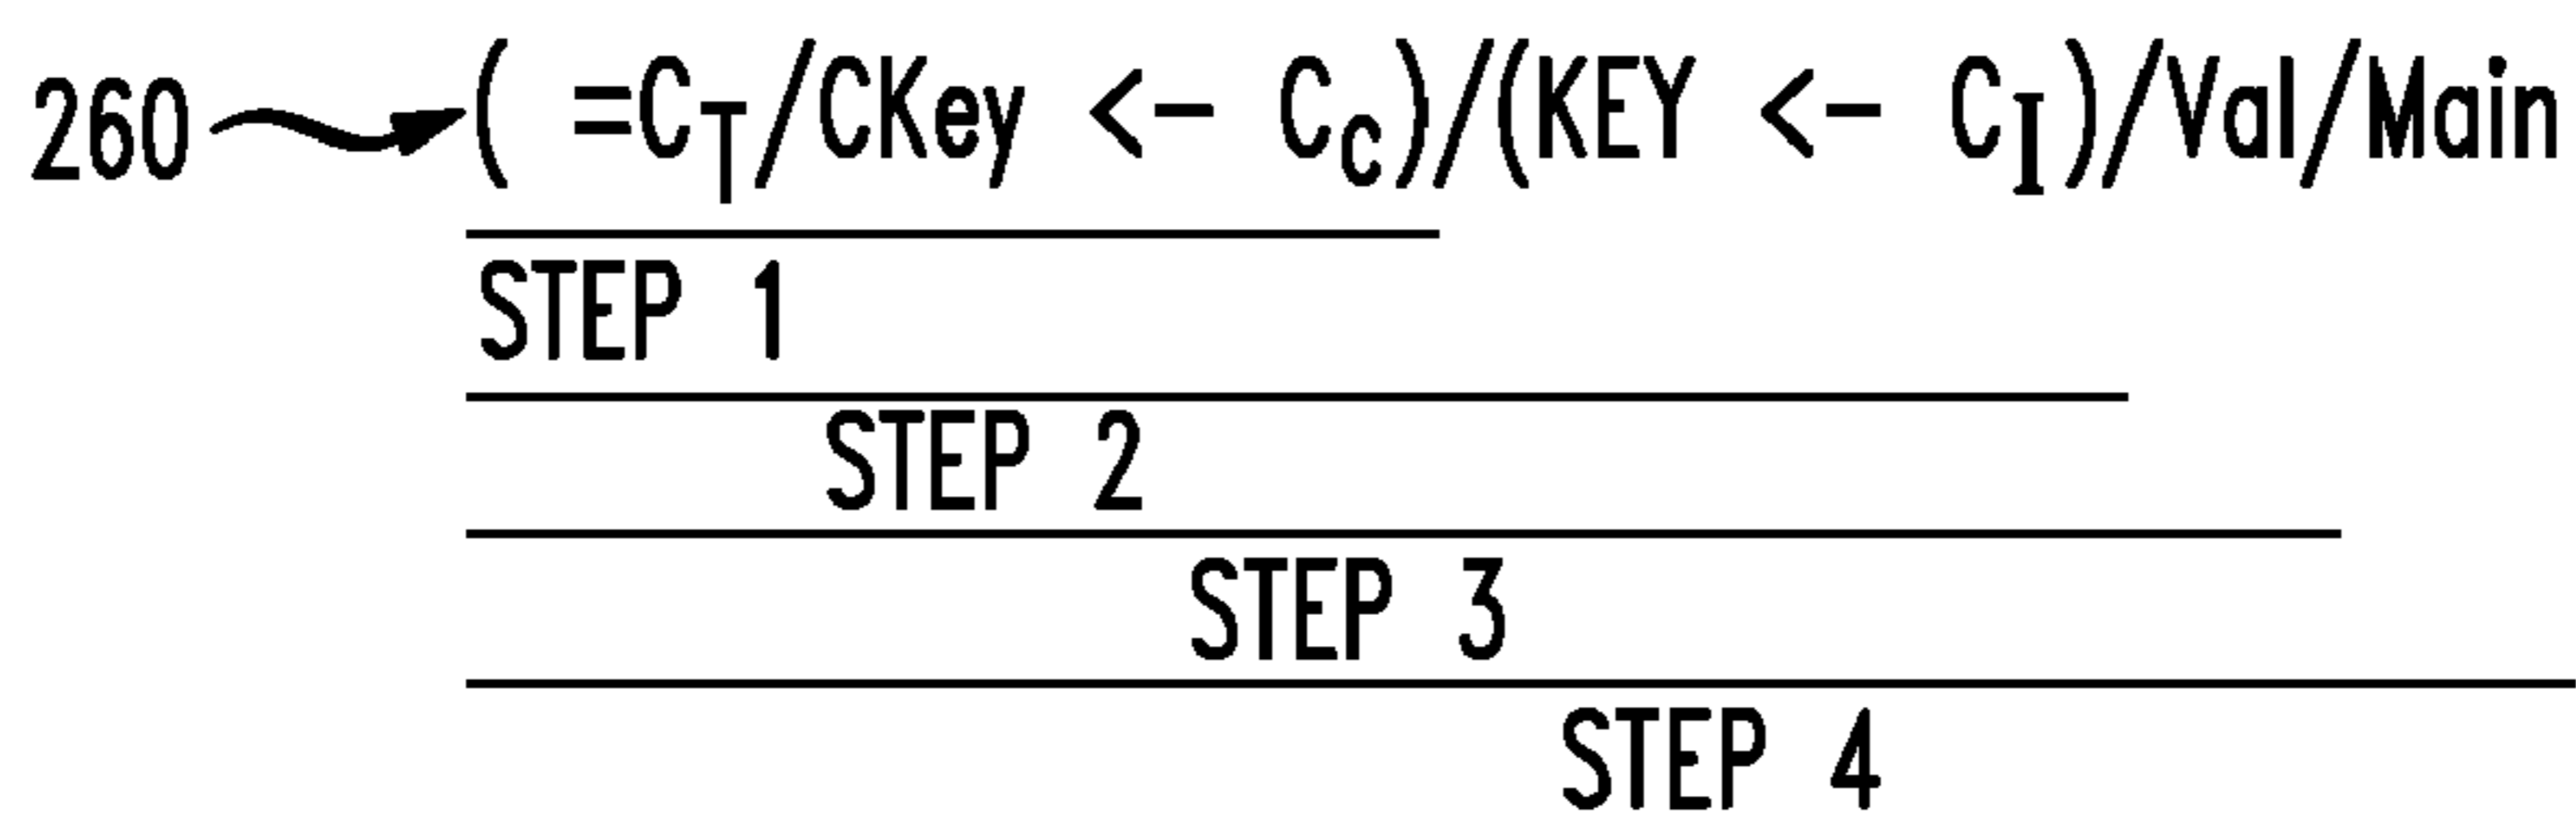 260 ( =C_T/CKey <- C_c)/(KEY <- C_I)/Val/Main
STEP 1
STEP 2
STEP 3
STEP 4